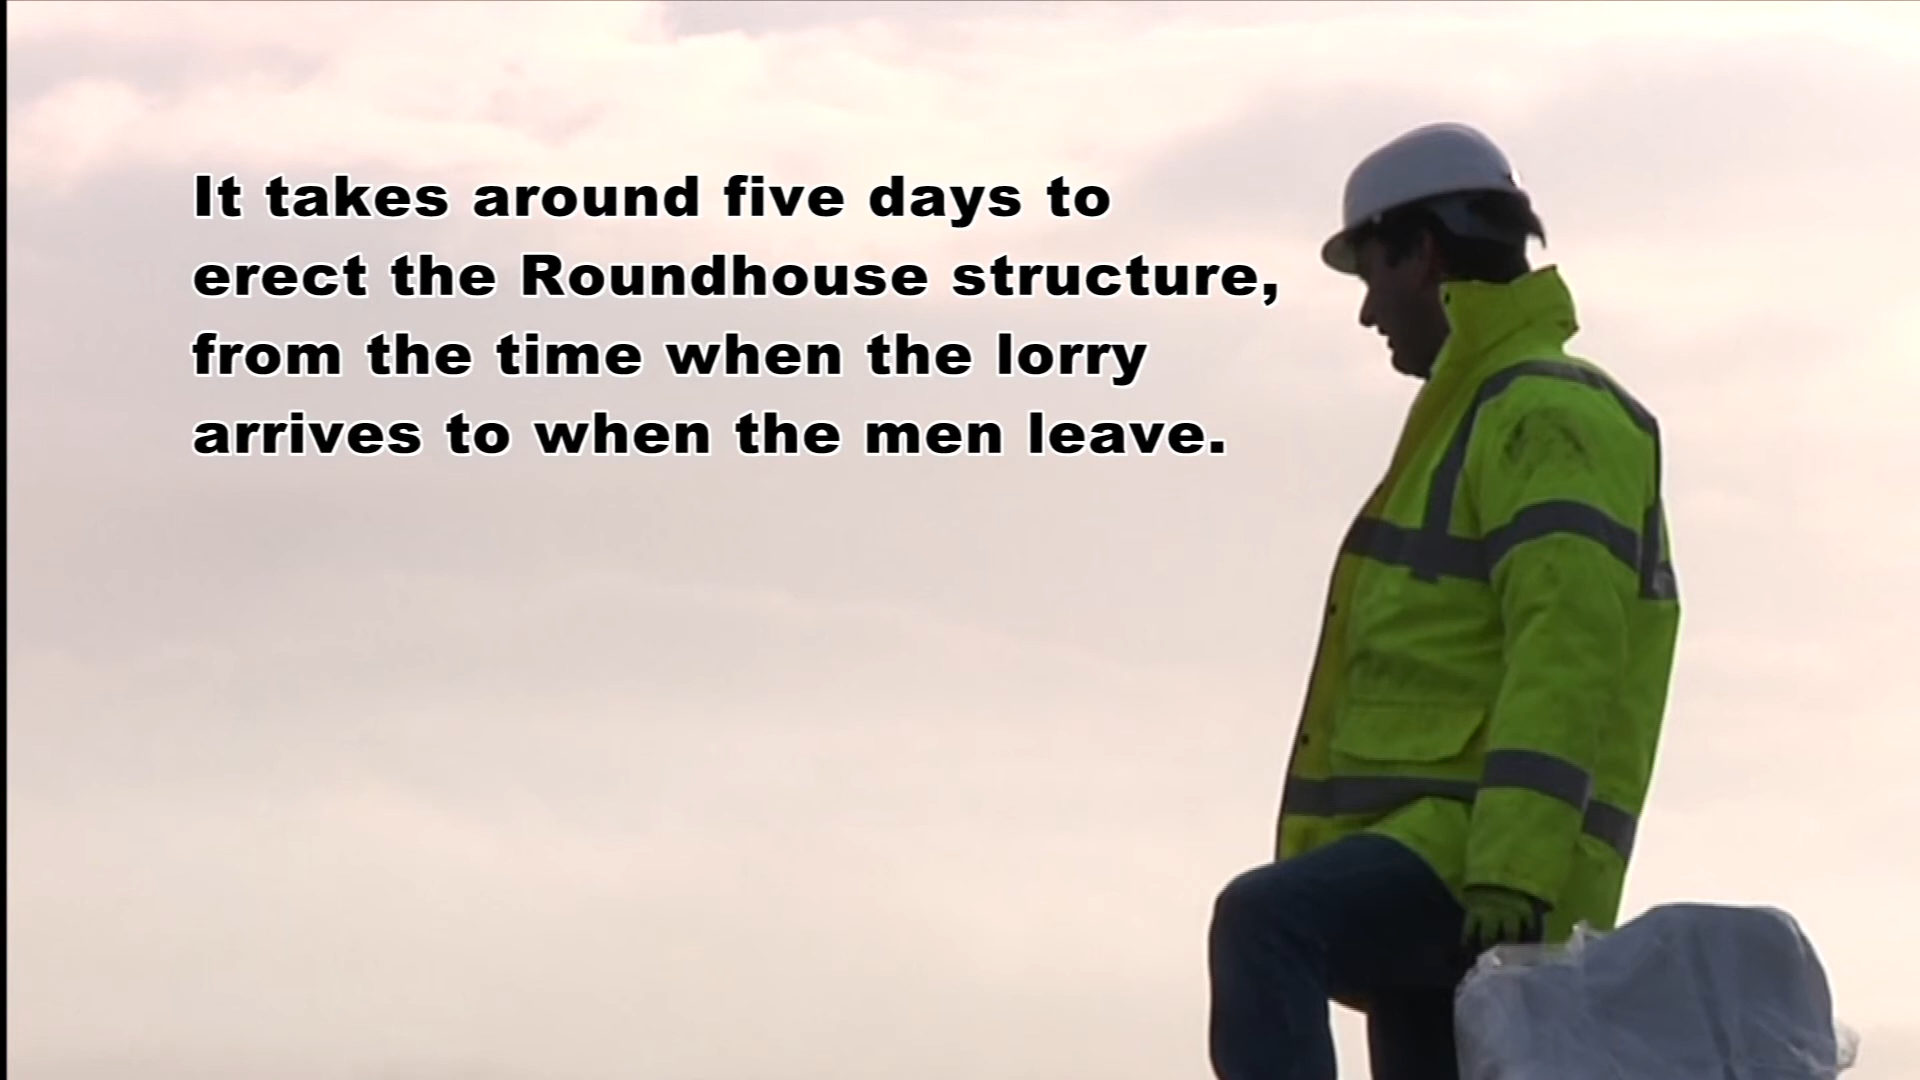 It takes around five days to
erect the Roundhouse structure,
from the time when the lorry
arrives to when the men leave.